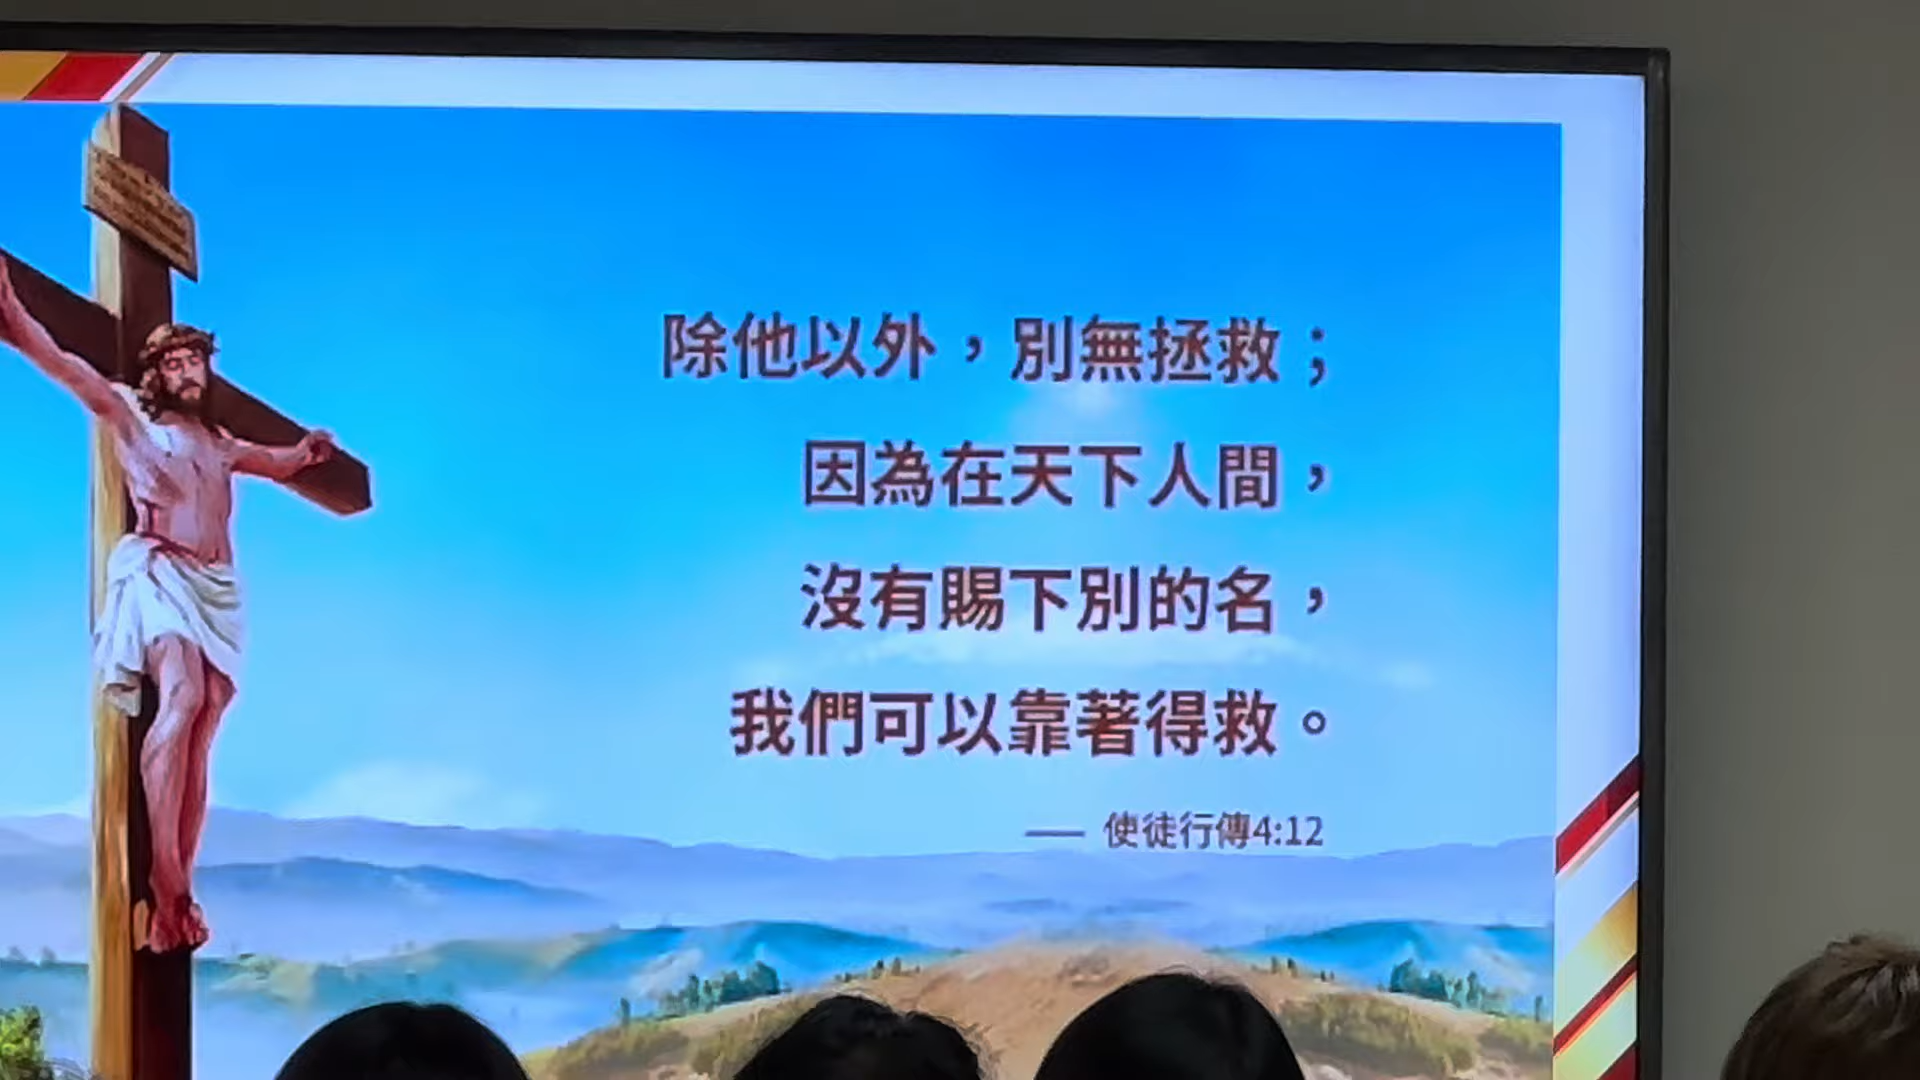 除他以外，別無拯救；
因為在天下人間，
沒有賜下別的名，
我們可以靠著得救。
—— 使徒行傳4:12